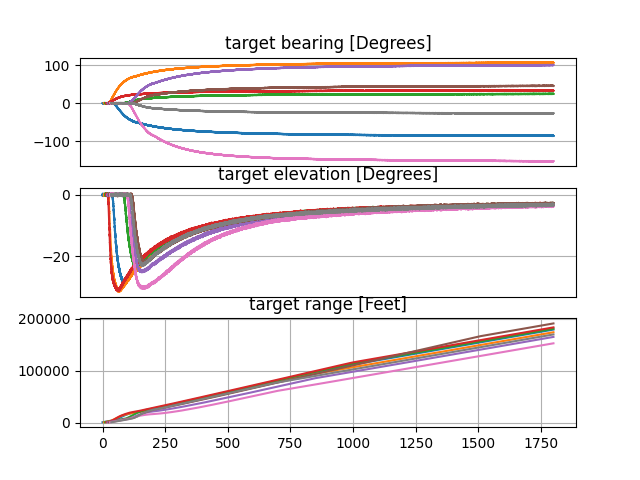 target bearing [Degrees]
100
0
−100
target elevation [Degrees]
0
−20
target range [Feet]
200000
100000
0
0 250 500 750 1000 1250 1500 1750